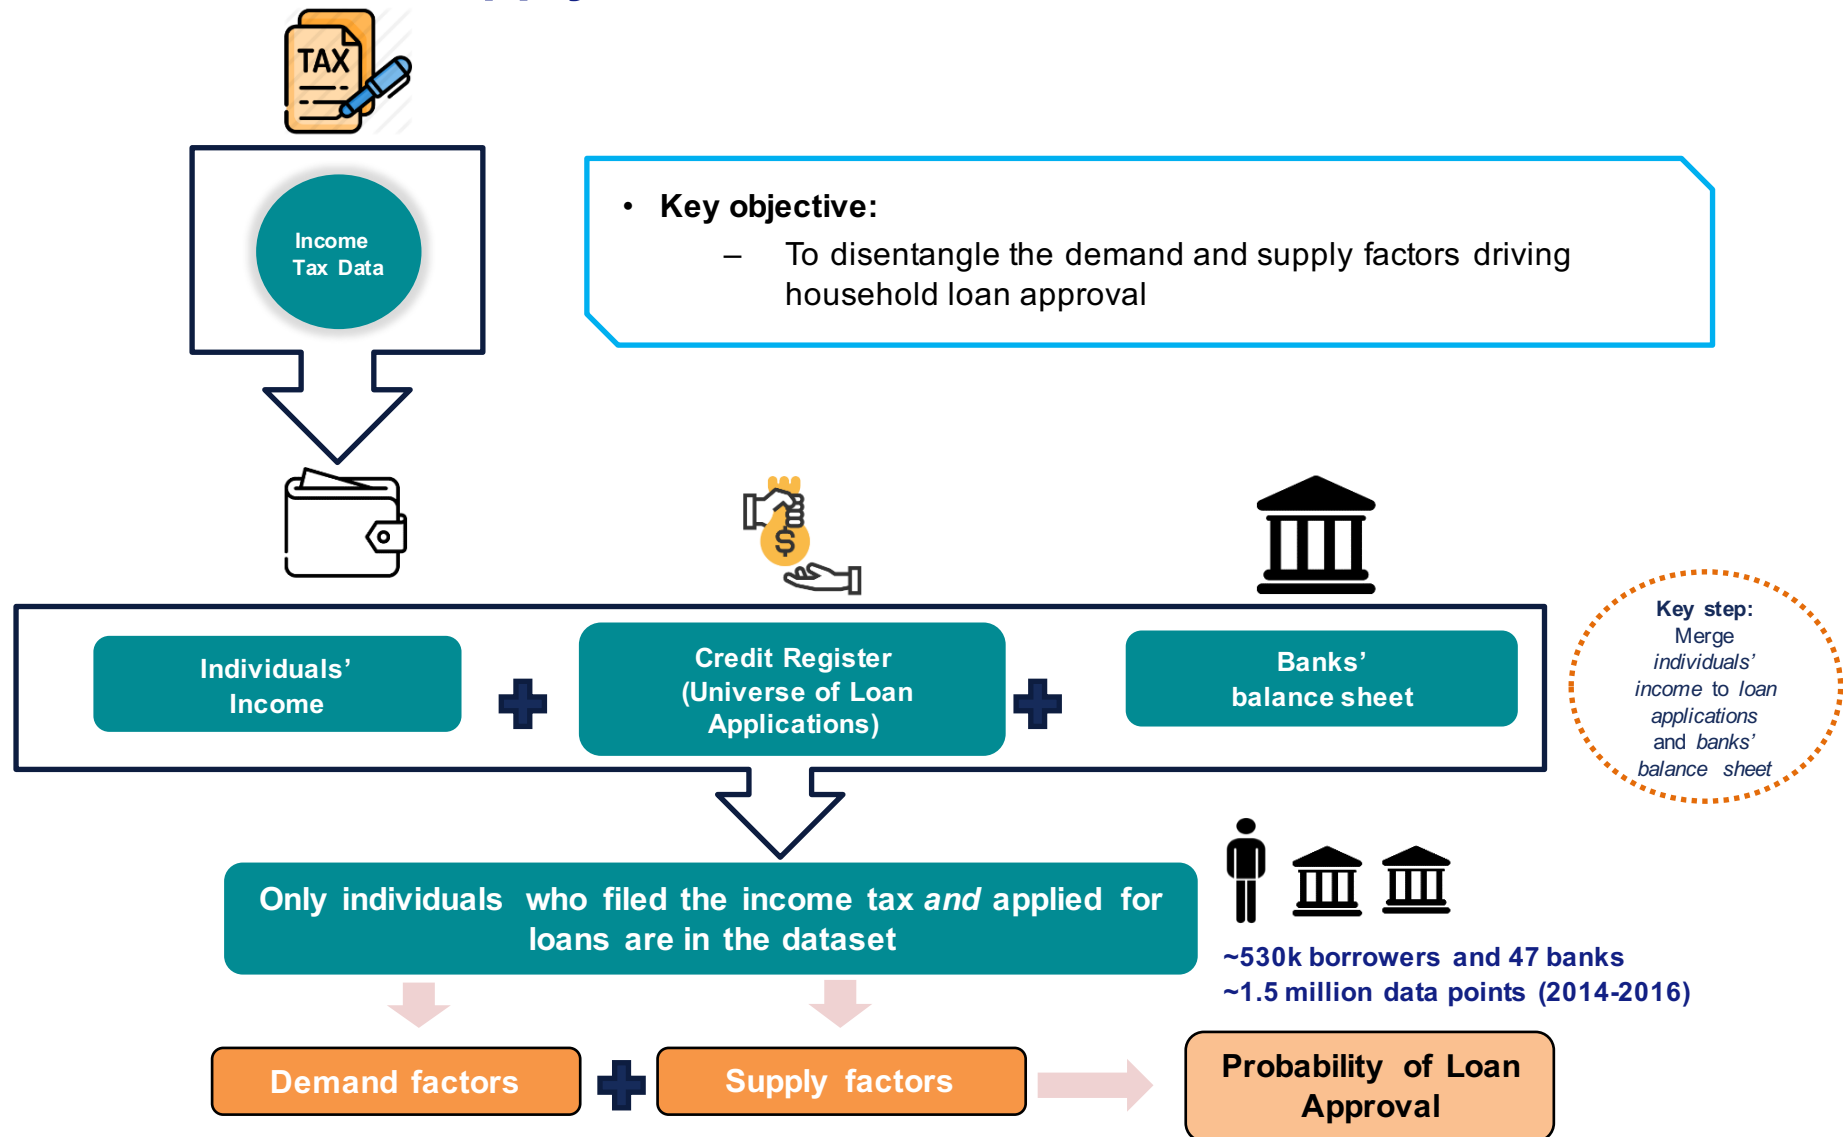 TAX
Income
Tax Data
• Key objective:
– To disentangle the demand and supply factors driving
household loan approval
$
Individuals'
Income
Credit Register
(Universe of Loan
Applications)
Banks'
balance sheet
Key step:
Merge
individuals'
income to loan
applications
and banks'
balance sheet
Only individuals who filed the income tax and applied for
loans are in the dataset
~530k borrowers and 47 banks
~1.5 million data points (2014-2016)
Demand factors
Supply factors
Probability of Loan
Approval